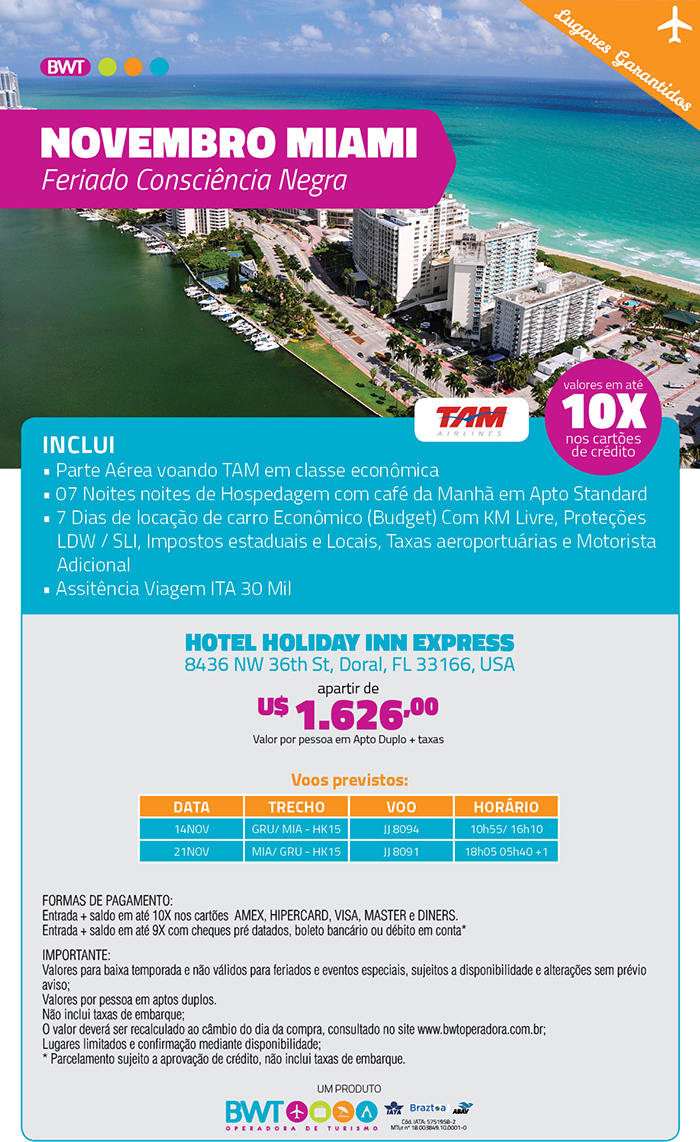 Lugares Garantidos
BWT
NOVEMBRO MIAMI
Feriado Consciência Negra
valores em até
10X
nos cartões
de crédito
TAM
AIRLINES
INCLUI
▪ Parte Aérea voando TAM em classe econômica
▪ 07 Noites noites de Hospedagem com café da Manhã em Apto Standard
▪ 7 Dias de locação de carro Econômico (Budget) Com KM Livre, Proteções
LDW / SLI, Impostos estaduais e Locais, Taxas aeroportuárias e Motorista
Adicional
▪ Assitência Viagem ITA 30 Mil
HOTEL HOLIDAY INN EXPRESS
8436 NW 36th St, Doral, FL 33166, USA
apartir de
U$ 1.626,00
Valor por pessoa em Apto Duplo + taxas
Voos previstos:
DATA TRECHO VOO HORÁRIO
14NOV GRU/ MIA - HK15 JJ 8094 10h55/ 16h10
21NOV MIA/ GRU - HK15 JJ 8091 18h05 05h40 +1
FORMAS DE PAGAMENTO:
Entrada + saldo em até 10X nos cartões AMEX, HIPERCARD, VISA, MASTER e DINERS.
Entrada + saldo em até 9X com cheques pré datados, boleto bancário ou débito em conta*
IMPORTANTE:
Valores para baixa temporada e não válidos para feriados e eventos especiais, sujeitos a disponibilidade e alterações sem prévio
aviso;
Valores por pessoa em aptos duplos.
Não inclui taxas de embarque;
O valor deverá ser recalculado ao câmbio do dia da compra, consultado no site www.bwtoperadora.com.br;
Lugares limitados e confirmação mediante disponibilidade;
* Parcelamento sujeito a aprovação de crédito, não inclui taxas de embarque.
UM PRODUTO
BWT
OPERADORA DE TURISMO
IATA Braztoa ABAV
Cód. IATA: 5751958-2
MTur nº 18.003849.10.0001-0